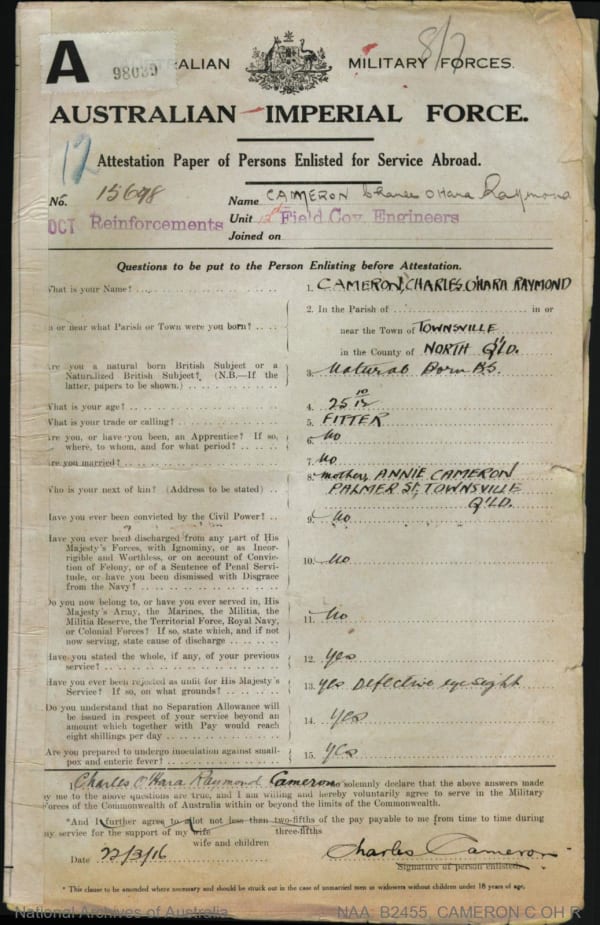 A 98039 ALIAN MILITARY FORCES. 8/7
AUSTRALIAN IMPERIAL FORCE.
12 Attestation Paper of Persons Enlisted for Service Abroad.
No. 15698 Name CAMERON Charles O'Hara Raymond
OCT Reinforcements Unit Field Coy. Engineers
Joined on
Questions to be put to the Person Enlisting before Attestation.
What is your Name? 1. CAMERON, CHARLES, O'HARA RAYMOND
2. In the Parish of in or
n or near what Parish or Town were you born? near the Town of TOWNSVILLE
in the County of NORTH Q'LD.
Are you a natural born British Subject or a
Naturalized British Subject? (N.B.—If the
latter, papers to be shown.) 3. Natural Born B.S.
What is your age? 4. 25 10/12
What is your trade or calling? 5. FITTER
Are you, or have you been, an Apprentice? If so,
where, to whom, and for what period? 6. No
Are you married? 7. No
Who is your next of kin? (Address to be stated) 8. Mother, ANNIE CAMERON
PALMER ST, TOWNSVILLE
Q'LD.
Have you ever been convicted by the Civil Power? 9. No
Have you ever been discharged from any part of His
Majesty's Forces, with Ignominy, or as Incor-
rigible and Worthless, or on account of Convic-
tion of Felony, or of a Sentence of Penal Servi-
tude, or have you been dismissed with Disgrace
from the Navy? 10. No
Do you now belong to, or have you ever served in, His
Majesty's Army, the Marines, the Militia, the
Militia Reserve, the Territorial Force, Royal Navy,
or Colonial Forces? If so, state which, and if not
now serving, state cause of discharge 11. No
Have you stated the whole, if any, of your previous
service? 12. Yes
Have you ever been rejected as unfit for His Majesty's
Service? If so, on what grounds? 13. Yes Defective eyesight
Do you understand that no Separation Allowance will
be issued in respect of your service beyond an
amount which together with Pay would reach
eight shillings per day 14. Yes
Are you prepared to undergo inoculation against small-
pox and enteric fever? 15. Yes
Charles O'Hara Raymond Cameron do solemnly declare that the above answers made
by me to the above questions are true, and I am willing and hereby voluntarily agree to serve in the Military
Forces of the Commonwealth of Australia within or beyond the limits of the Commonwealth.
*And I further agree to allot not less than two-fifths of the pay payable to me from time to time during
three-fifths
my service for the support of my wife
wife and children
Date 22/3/16 Charles Cameron
Signature of person enlisted.
* This clause to be amended where necessary and should be struck out in the case of unmarried men or widowers without children under 18 years of age.
National Archives of Australia NAA: B2455, CAMERON C OH R